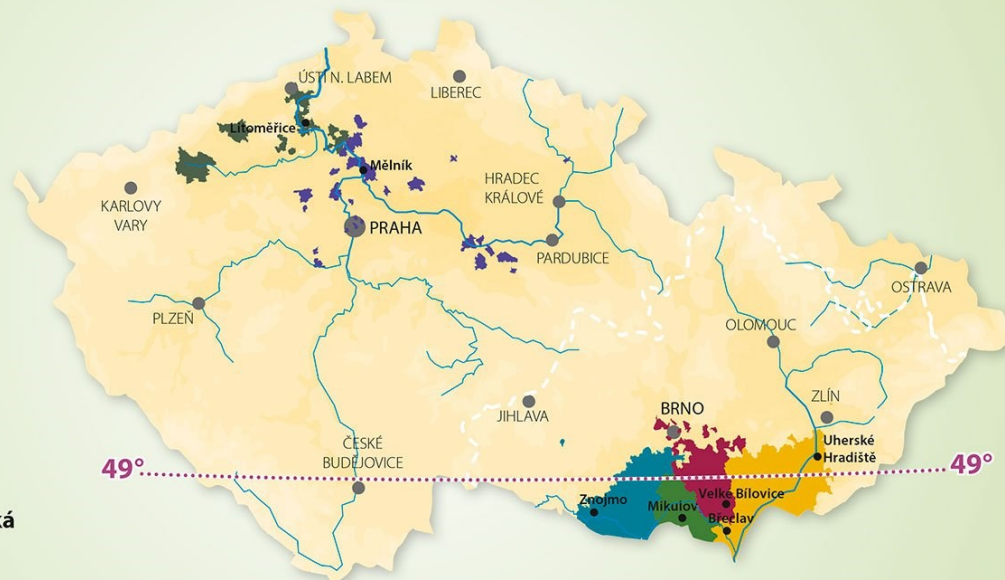 ÚSTÍ N. LABEM
LIBEREC
Litoměřice
Mělník
KARLOVY
VARY
HRADEC
KRÁLOVÉ
PRAHA
PARDUBICE
OSTRAVA
PLZEŇ
OLOMOUC
ZLÍN
JIHLAVA
BRNO
ČESKÉ
BUDĚJOVICE
Uherské
Hradiště
49°
49°
Znojmo
Mikulov
Velké Bílovice
Břeclav
ká